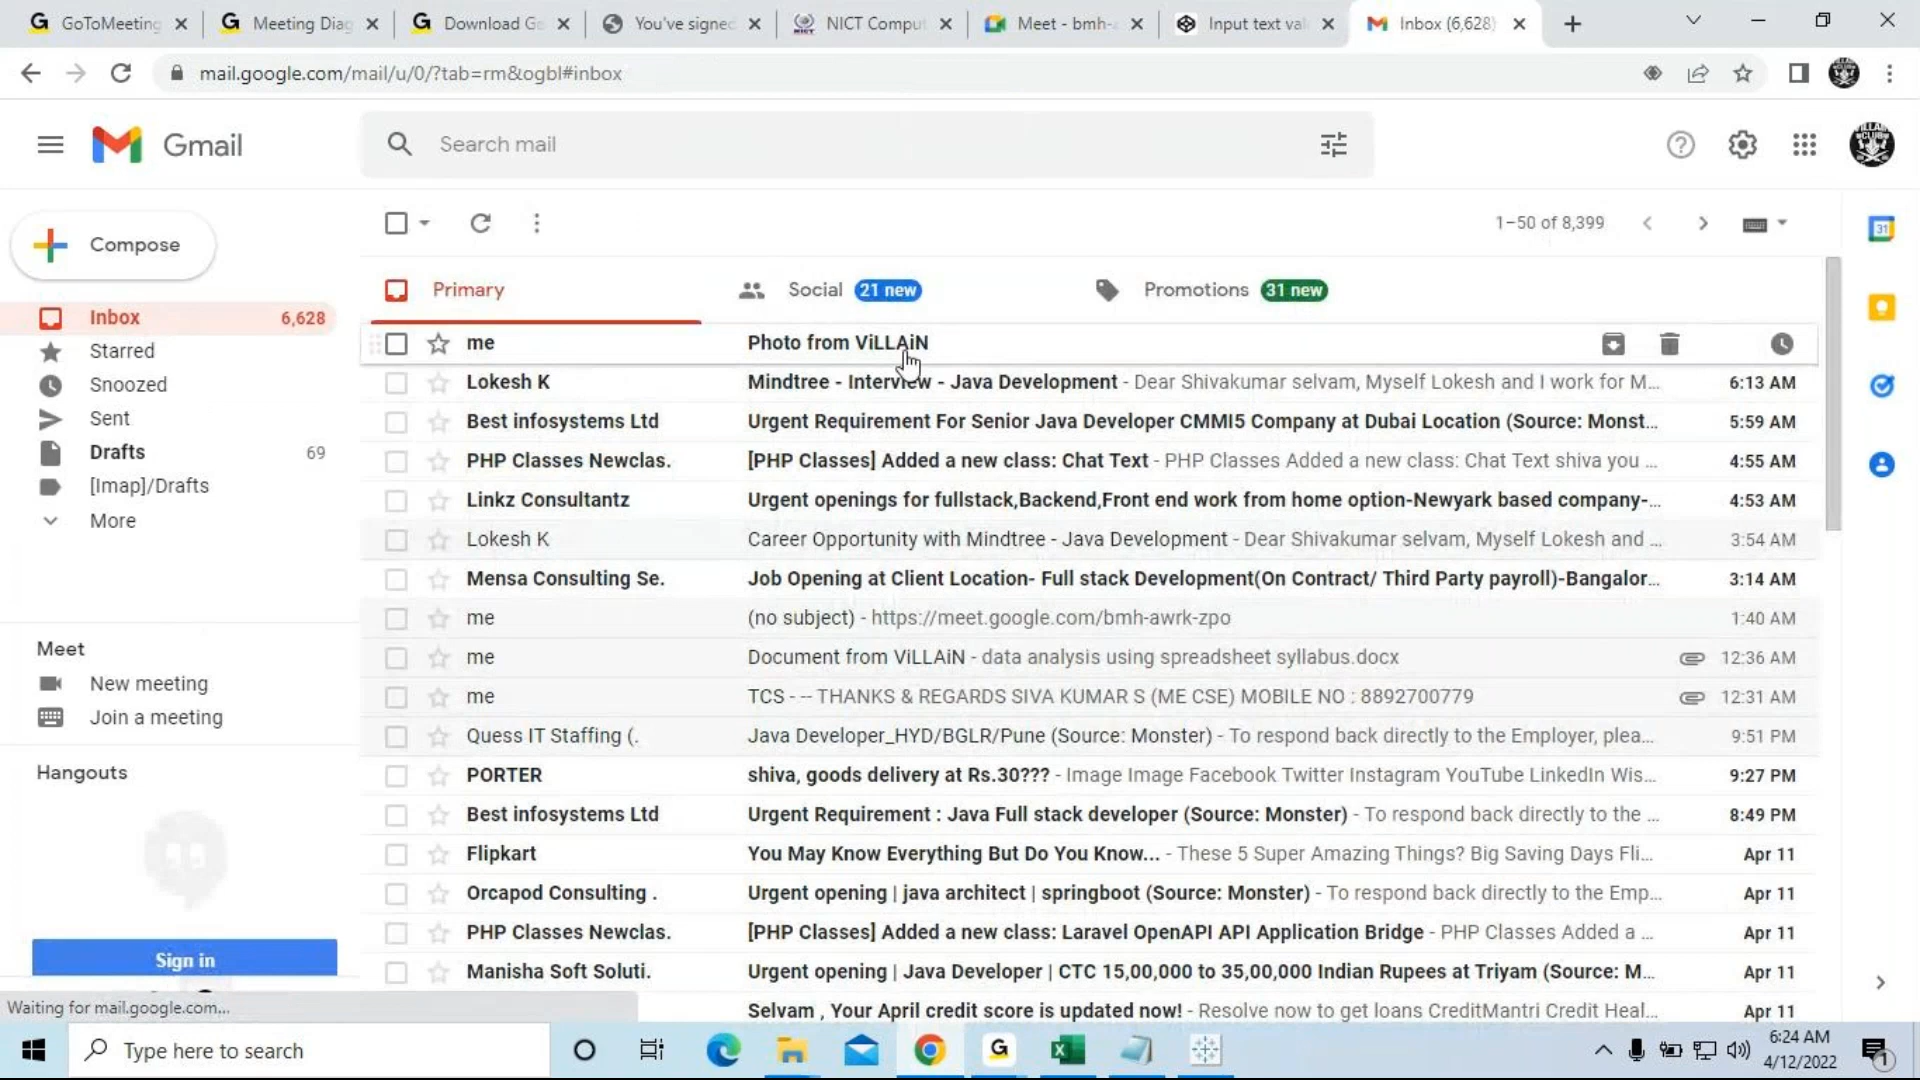 GoToMeeting
Meeting Diag
Download Go
You've signed
NICT Comput
Meet - bmh-
Input text val
Inbox (6,628)
mail.google.com/mail/u/0/?tab=rm&ogbl#inbox
Gmail
Search mail
Compose
1–50 of 8,399
Primary
Social 21 new
Promotions 31 new
Inbox 6,628
Starred
Snoozed
Sent
Drafts 69
[Imap]/Drafts
More
me Photo from ViLLAiN
Lokesh K Mindtree - Interview - Java Development - Dear Shivakumar selvam, Myself Lokesh and I work for M... 6:13 AM
Best infosystems Ltd Urgent Requirement For Senior Java Developer CMMI5 Company at Dubai Location (Source: Monst... 5:59 AM
PHP Classes Newclas. [PHP Classes] Added a new class: Chat Text - PHP Classes Added a new class: Chat Text shiva you ... 4:55 AM
Linkz Consultantz Urgent openings for fullstack,Backend,Front end work from home option-Newyark based company-... 4:53 AM
Lokesh K Career Opportunity with Mindtree - Java Development - Dear Shivakumar selvam, Myself Lokesh and ... 3:54 AM
Mensa Consulting Se. Job Opening at Client Location- Full stack Development(On Contract/ Third Party payroll)-Bangalor... 3:14 AM
me (no subject) - https://meet.google.com/bmh-awrk-zpo 1:40 AM
me Document from ViLLAiN - data analysis using spreadsheet syllabus.docx 12:36 AM
me TCS - -- THANKS & REGARDS SIVA KUMAR S (ME CSE) MOBILE NO : 8892700779 12:31 AM
Quess IT Staffing (. Java Developer_HYD/BGLR/Pune (Source: Monster) - To respond back directly to the Employer, plea... 9:51 PM
PORTER shiva, goods delivery at Rs.30??? - Image Image Facebook Twitter Instagram YouTube LinkedIn Wis... 9:27 PM
Best infosystems Ltd Urgent Requirement : Java Full stack developer (Source: Monster) - To respond back directly to the ... 8:49 PM
Flipkart You May Know Everything But Do You Know... - These 5 Super Amazing Things? Big Saving Days Fli... Apr 11
Orcapod Consulting . Urgent opening | java architect | springboot (Source: Monster) - To respond back directly to the Emp... Apr 11
PHP Classes Newclas. [PHP Classes] Added a new class: Laravel OpenAPI API Application Bridge - PHP Classes Added a ... Apr 11
Manisha Soft Soluti. Urgent opening | Java Developer | CTC 15,00,000 to 35,00,000 Indian Rupees at Triyam (Source: M... Apr 11
Selvam , Your April credit score is updated now! - Resolve now to get loans CreditMantri Credit Heal... Apr 11
Meet
New meeting
Join a meeting
Hangouts
Sign in
Waiting for mail.google.com...
31
Type here to search
6:24 AM
4/12/2022
1